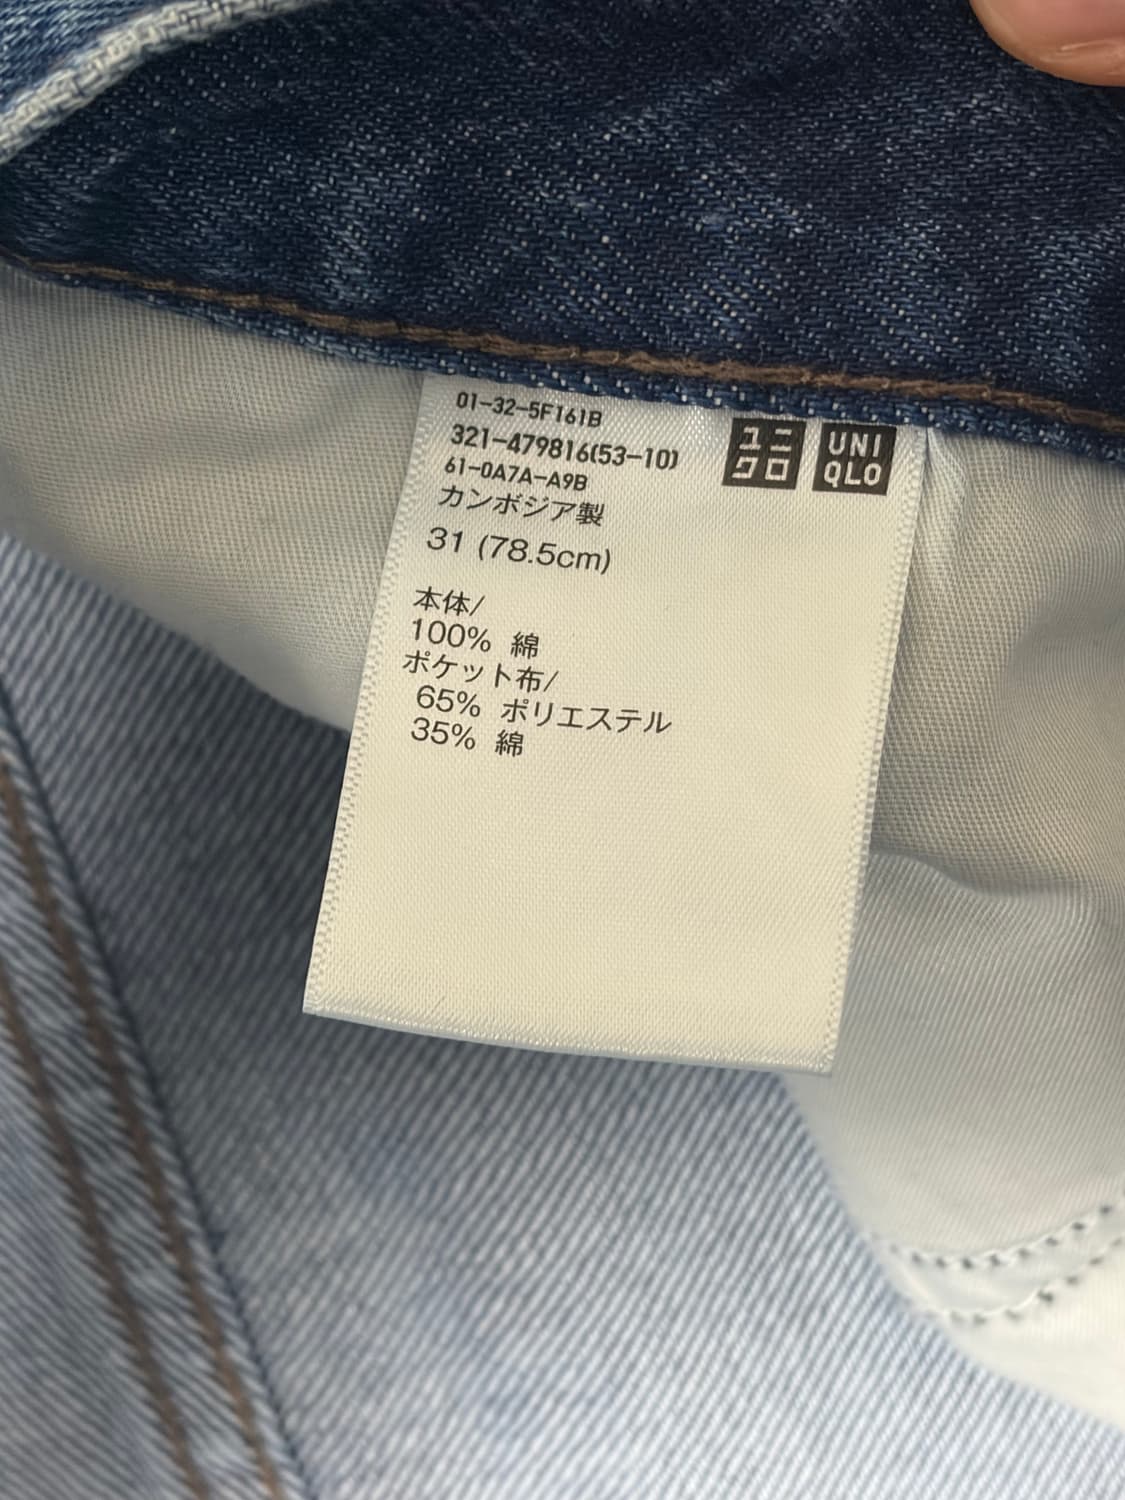 01-32-5F161B
321-479816(53-10)
61-0A7A-A9B
カンボジア製
31 (78.5cm)
本体/
100% 綿
ポケット布/
65% ポリエステル
35% 綿
ユニ
クロ
UNI
QLO